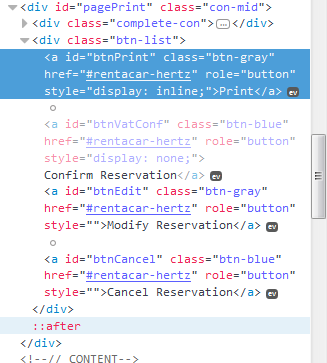 <div id="pagePrint" class="con-mid">
<div class="complete-con">…</div>
<div class="btn-list">
<a id="btnPrint" class="btn-gray"
href="#rentacar-hertz" role="button"
style="display: inline;">Print</a> ev
<a id="btnVatConf" class="btn-blue"
href="#rentacar-hertz" role="button"
style="display: none;">
Confirm Reservation</a> ev
<a id="btnEdit" class="btn-gray"
href="#rentacar-hertz" role="button"
style="">Modify Reservation</a> ev
<a id="btnCancel" class="btn-blue"
href="#rentacar-hertz" role="button"
style="">Cancel Reservation</a> ev
</div>
::after
</div>
<!--// CONTENT-->